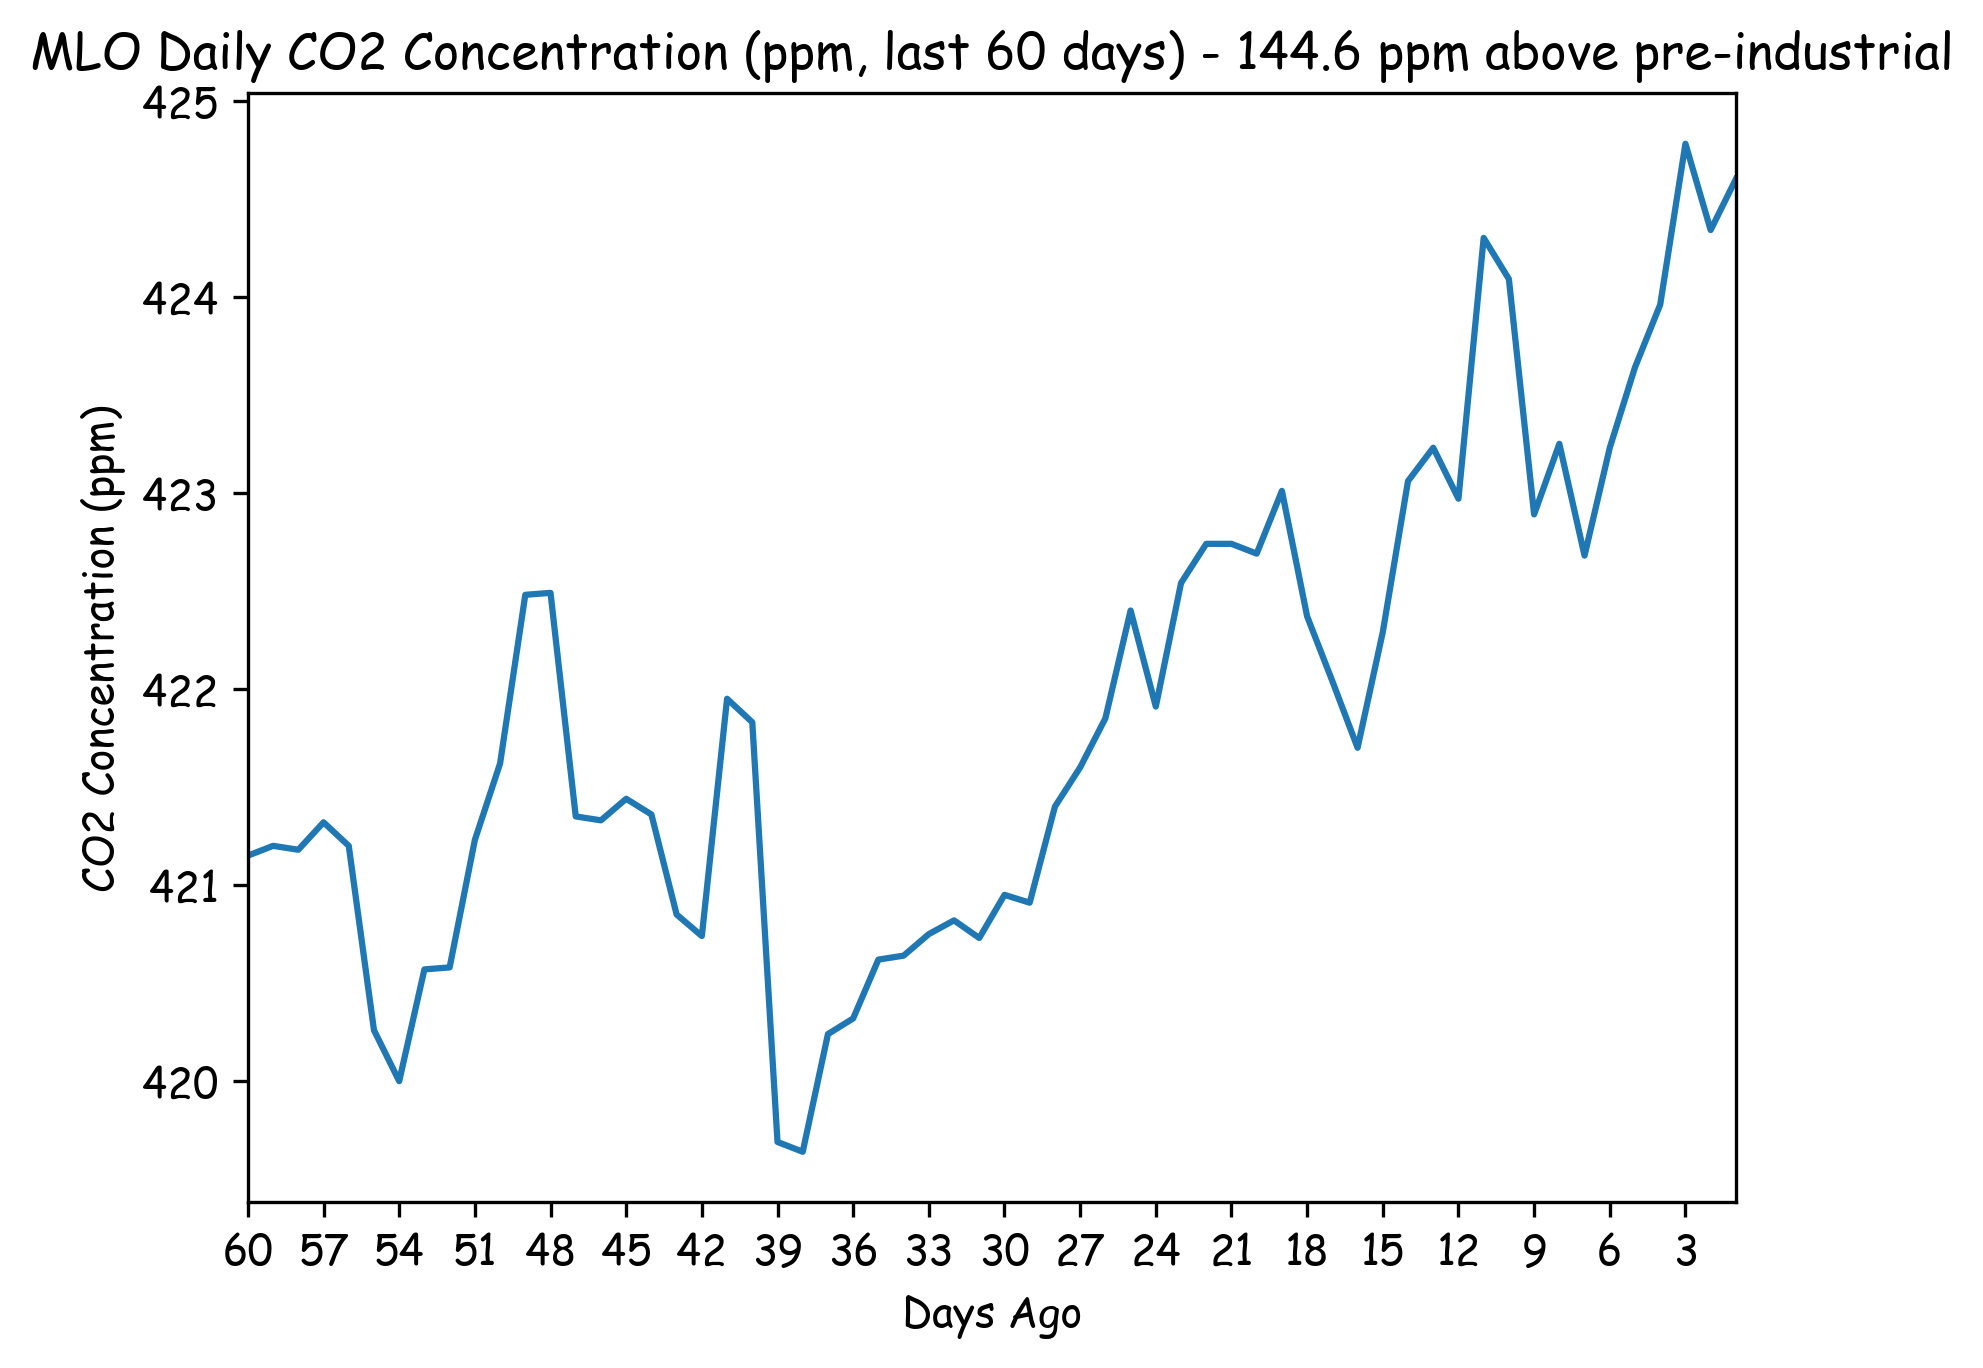 MLO Daily CO2 Concentration (ppm, last 60 days) - 144.6 ppm above pre-industrial
425
424
423
422
421
420
CO2 Concentration (ppm)
60 57 54 51 48 45 42 39 36 33 30 27 24 21 18 15 12 9 6 3
Days Ago